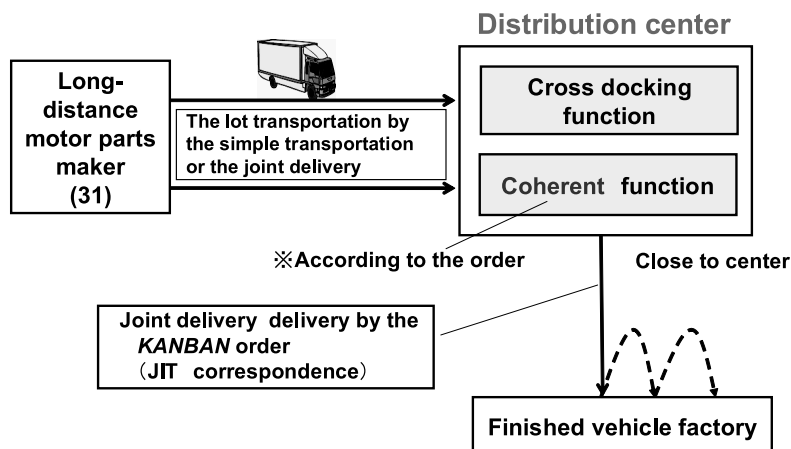 Distribution center
Long-
distance
motor parts
maker
(31)
The lot transportation by
the simple transportation
or the joint delivery
Cross docking
function
Coherent function
※According to the order
Close to center
Joint delivery delivery by the
KANBAN order
（JIT correspondence）
Finished vehicle factory